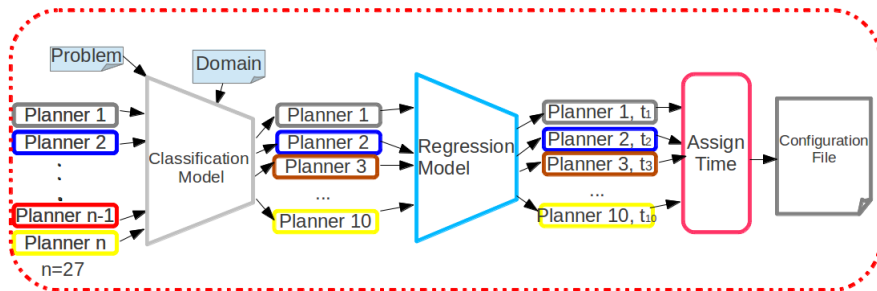 Problem
Domain
Planner 1
Planner 2
.
.
.
Planner n-1
Planner n
n=27
Classification
Model
Planner 1
Planner 2
Planner 3
...
Planner 10
Regression
Model
Planner 1, t₁
Planner 2, t₂
Planner 3, t₃
...
Planner 10, t₁₀
Assign
Time
Configuration
File